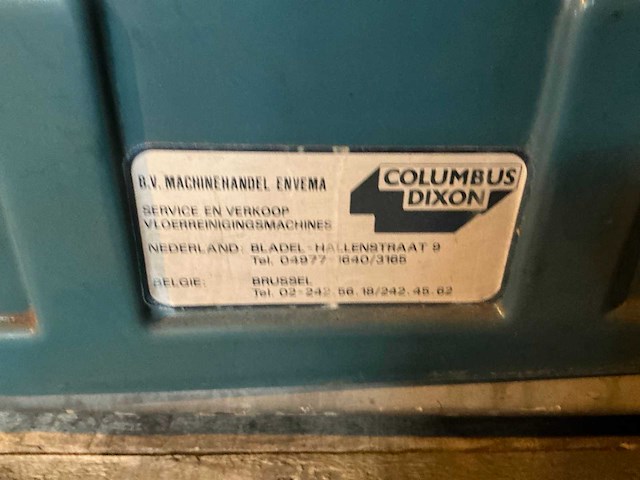 B.V. MACHINEHANDEL ENVEMA
COLUMBUS
DIXON
SERVICE EN VERKOOP
VLOERREINIGINGSMACHINES
NEDERLAND: BLADEL-HALLENSTRAAT 9
Tel. 04977-1640/3165
BELGIE: BRUSSEL
Tel. 02-242.56.18/242.45.62